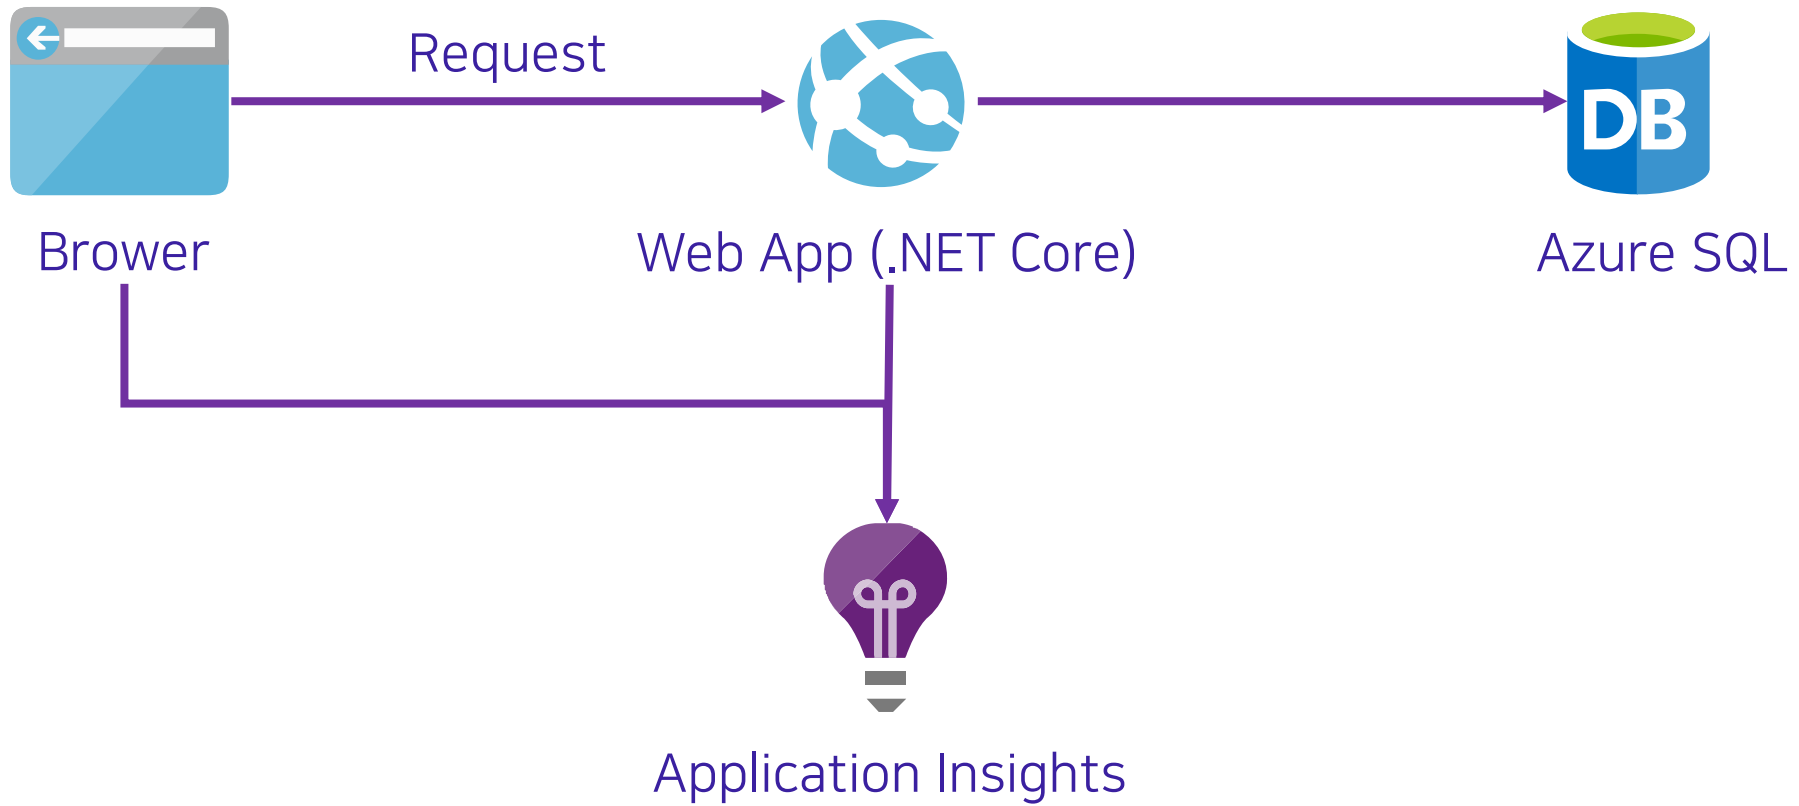 Request
DB
Brower
Web App (.NET Core)
Azure SQL
Application Insights